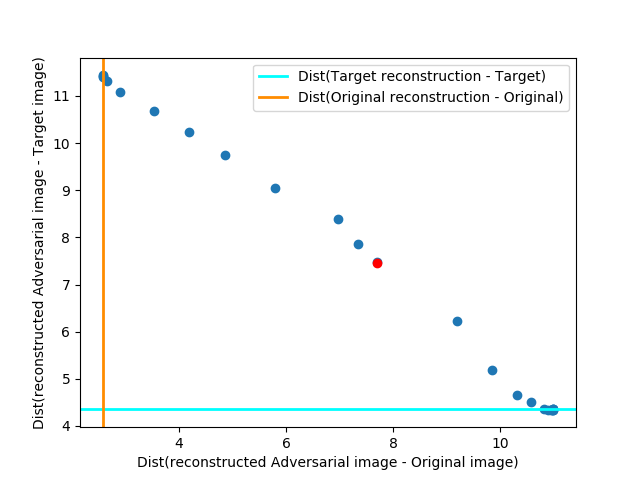 Dist(Target reconstruction - Target)
Dist(Original reconstruction - Original)
Dist(reconstructed Adversarial image - Target image)
11
10
9
8
7
6
5
4
4 6 8 10
Dist(reconstructed Adversarial image - Original image)